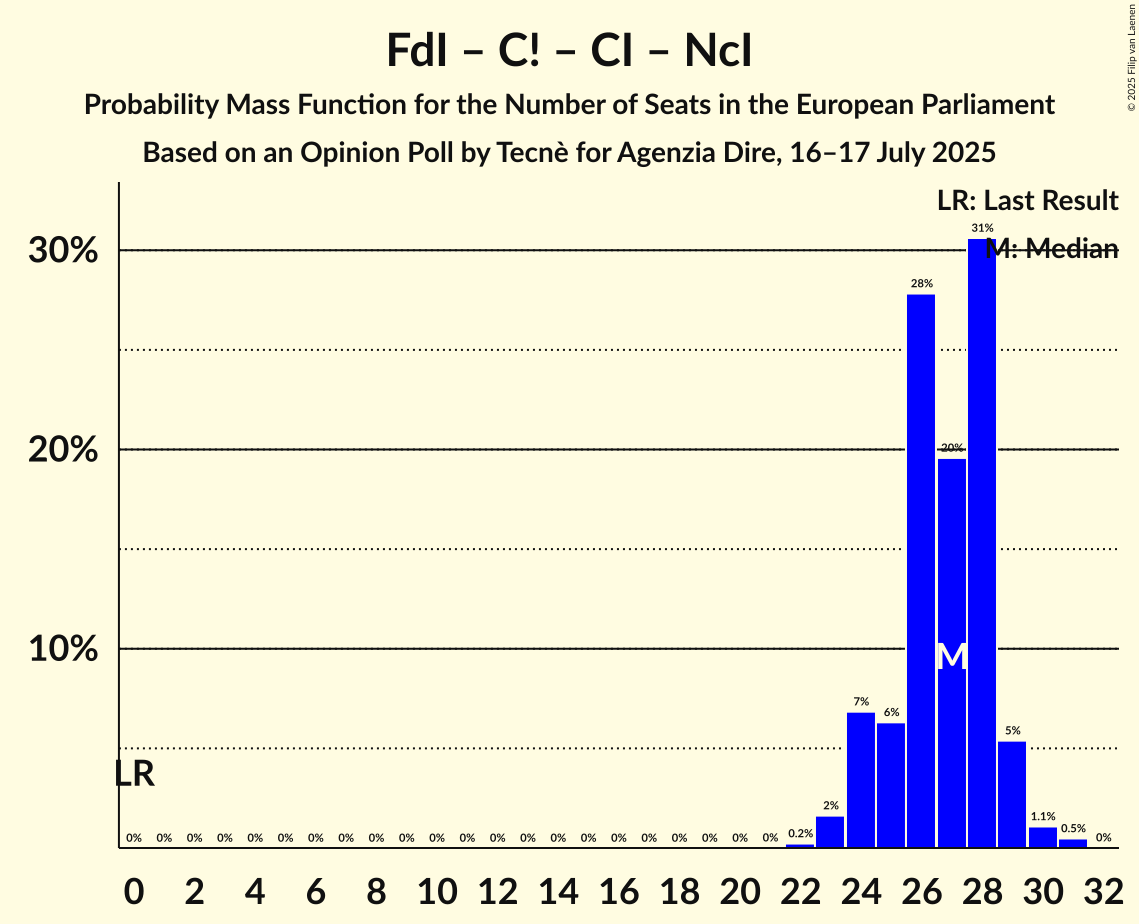 FdI – C! – CI – NcI
Probability Mass Function for the Number of Seats in the European Parliament
Based on an Opinion Poll by Tecnè for Agenzia Dire, 16–17 July 2025
© 2025 Filip van Laenen
LR: Last Result
M: Median
30%
20%
10%
31%
28%
20%
M
7%
6%
5%
LR
2%
1.1%
0.5%
0% 0% 0% 0% 0% 0% 0% 0% 0% 0% 0% 0% 0% 0% 0% 0% 0% 0% 0% 0% 0% 0% 0.2% 0%
0 2 4 6 8 10 12 14 16 18 20 22 24 26 28 30 32